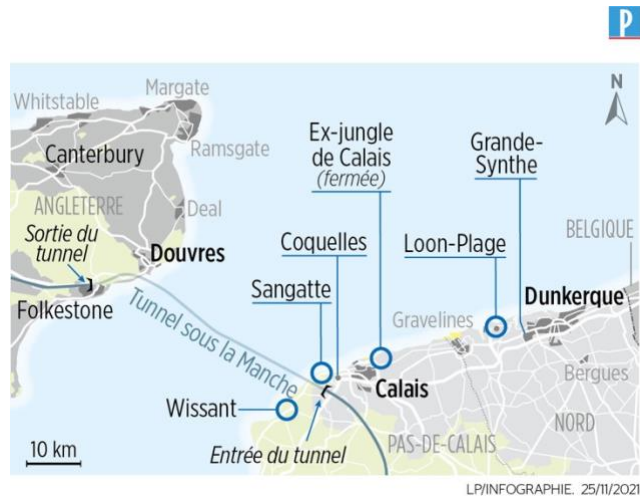 P
N
Whitstable
Margate
Canterbury
Ramsgate
Ex-jungle
de Calais
(fermée)
Grande-
Synthe
ANGLETERRE
Deal
Sortie du
tunnel
Douvres
Coquelles
Loon-Plage
BELGIQUE
Folkestone
Sangatte
Dunkerque
Tunnel sous la Manche
Gravelines
Wissant
Calais
Bergues
NORD
10 km
Entrée du tunnel
PAS-DE-CALAIS
LP/INFOGRAPHIE. 25/11/2021